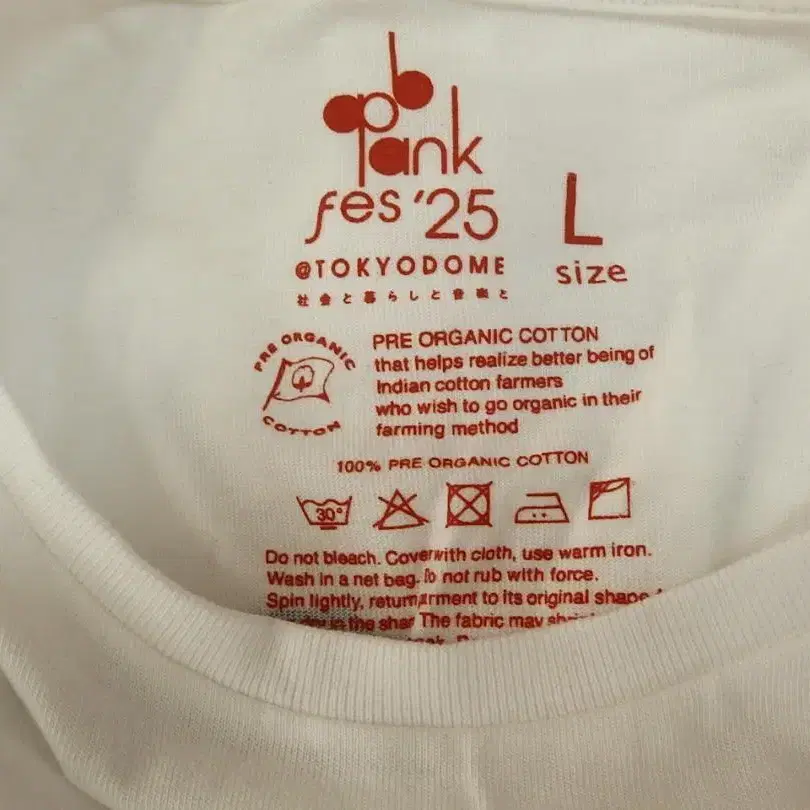 ap bank
fes '25
@TOKYODOME
社会と暮らしと音楽と
L
size
PRE ORGANIC
COTTON
PRE ORGANIC COTTON
that helps realize better being of
Indian cotton farmers
who wish to go organic in their
farming method
100% PRE ORGANIC COTTON
30°
Do not bleach. Coverwith cloth, use warm iron.
Wash in a net bag. Do not rub with force.
Spin lightly, return to its original shape
in the The fabric may